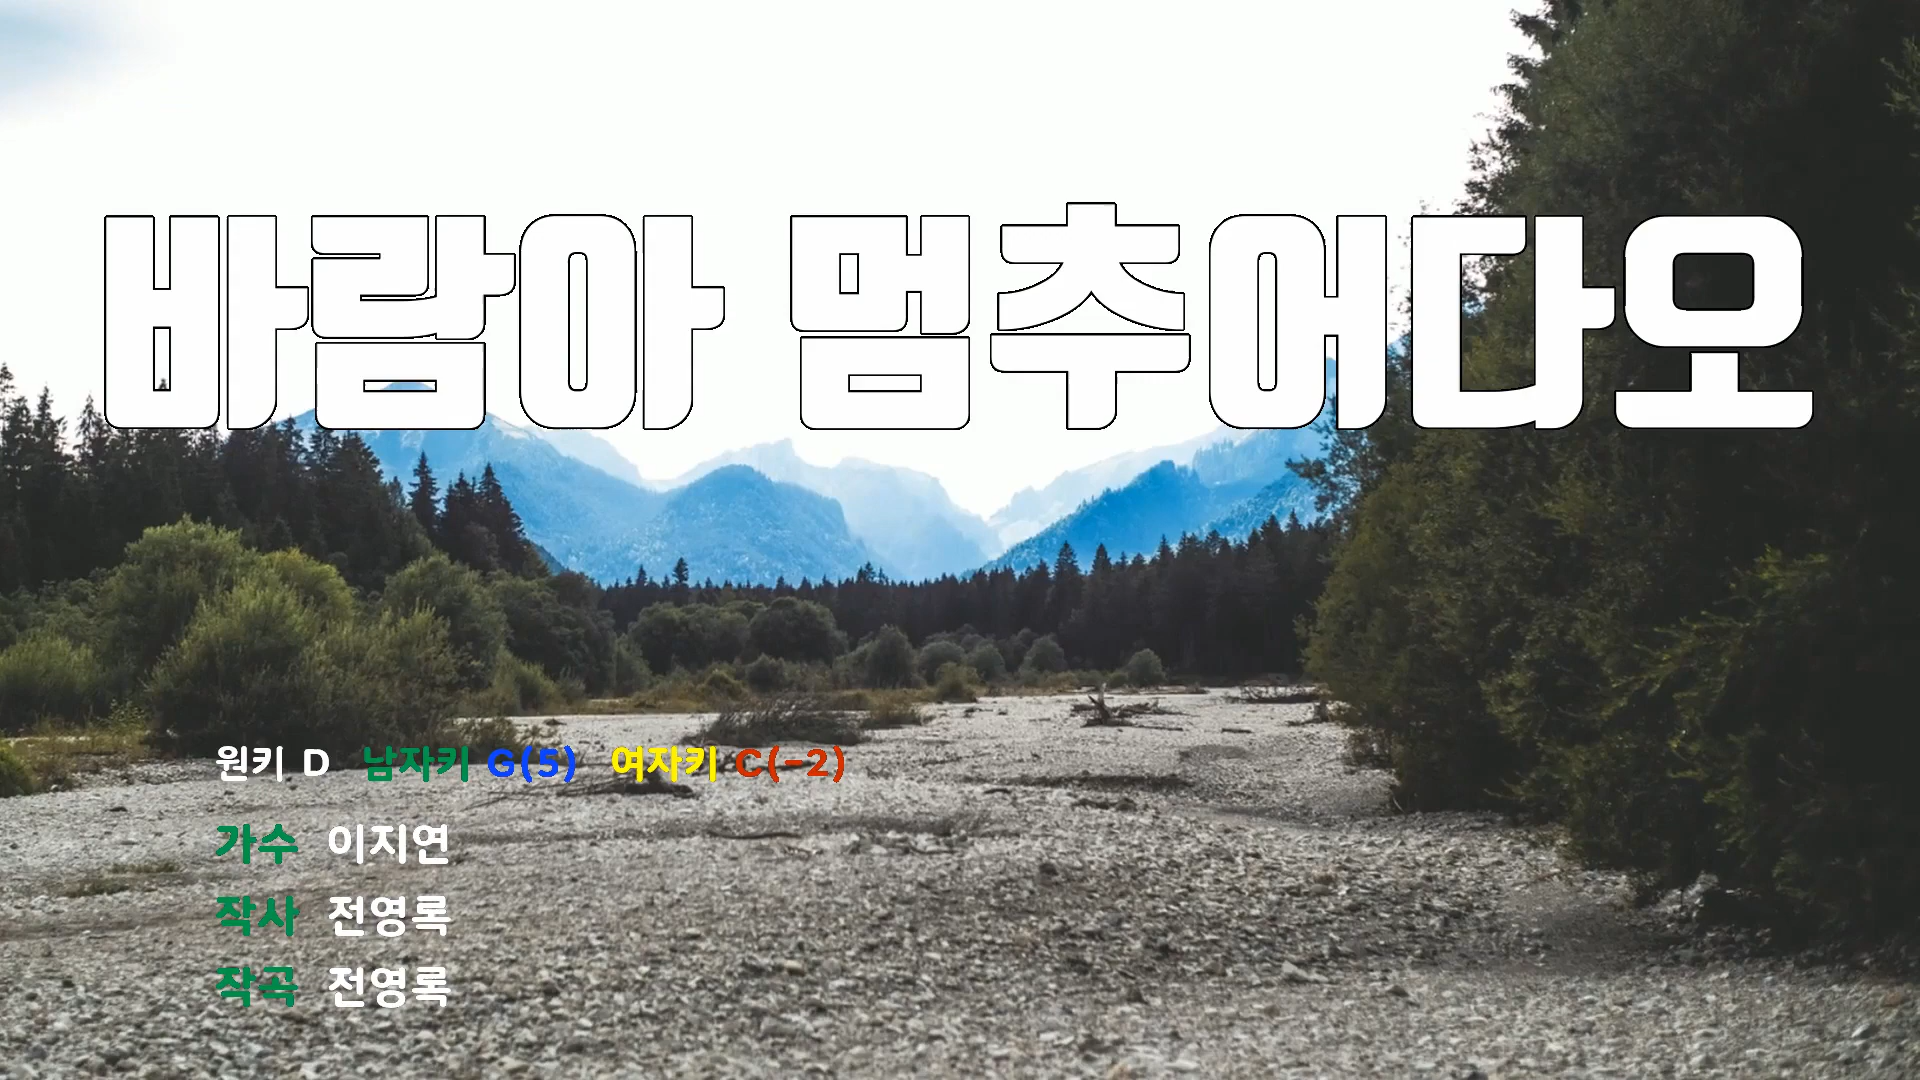 바람아 멈추어다오
원키 D 남자키 G(5) 여자키 C(-2)
가수 이지연
작사 전영록
작곡 전영록